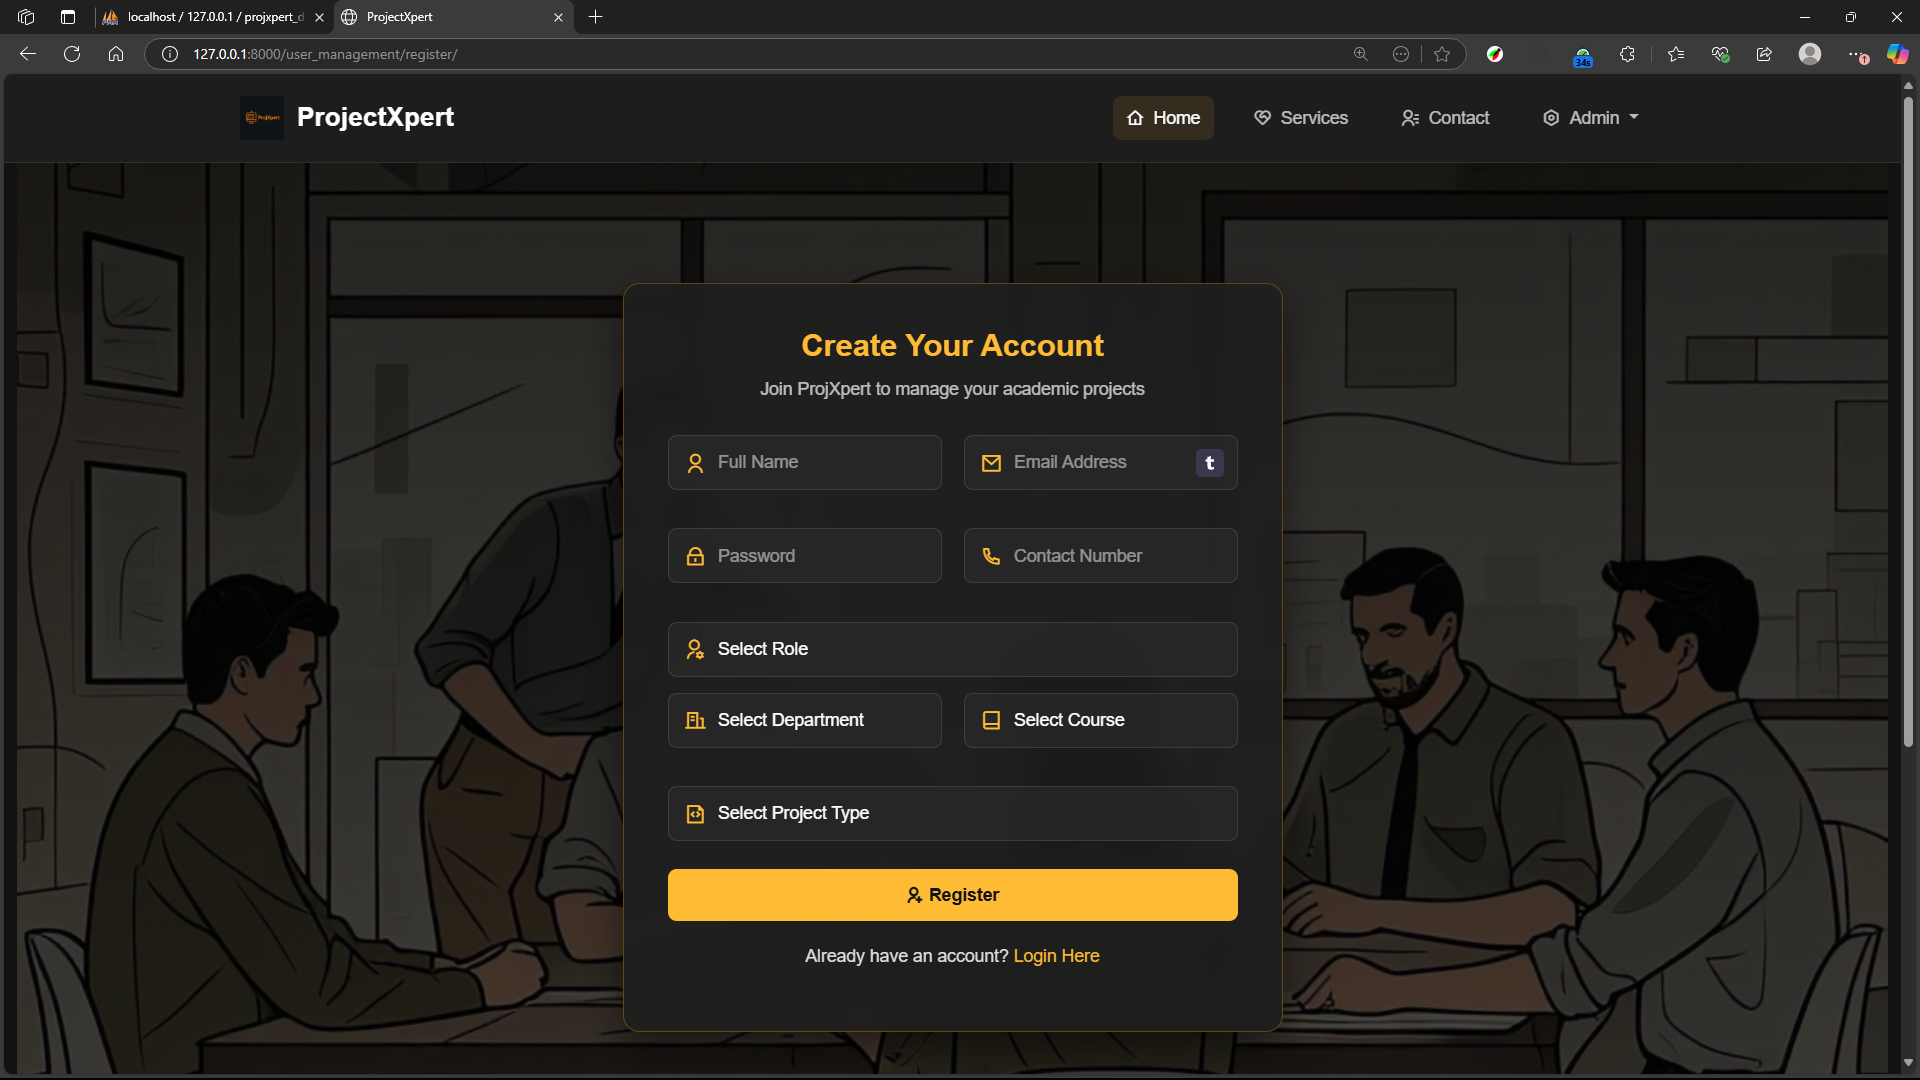 localhost / 127.0.0.1 / projxpert_d
ProjectXpert
127.0.0.1:8000/user_management/register/
34s
ProjXpert
ProjectXpert
Home
Services
Contact
Admin
Create Your Account
Join ProjXpert to manage your academic projects
Full Name
Email Address
t
Password
Contact Number
Select Role
Select Department
Select Course
Select Project Type
Register
Already have an account? Login Here